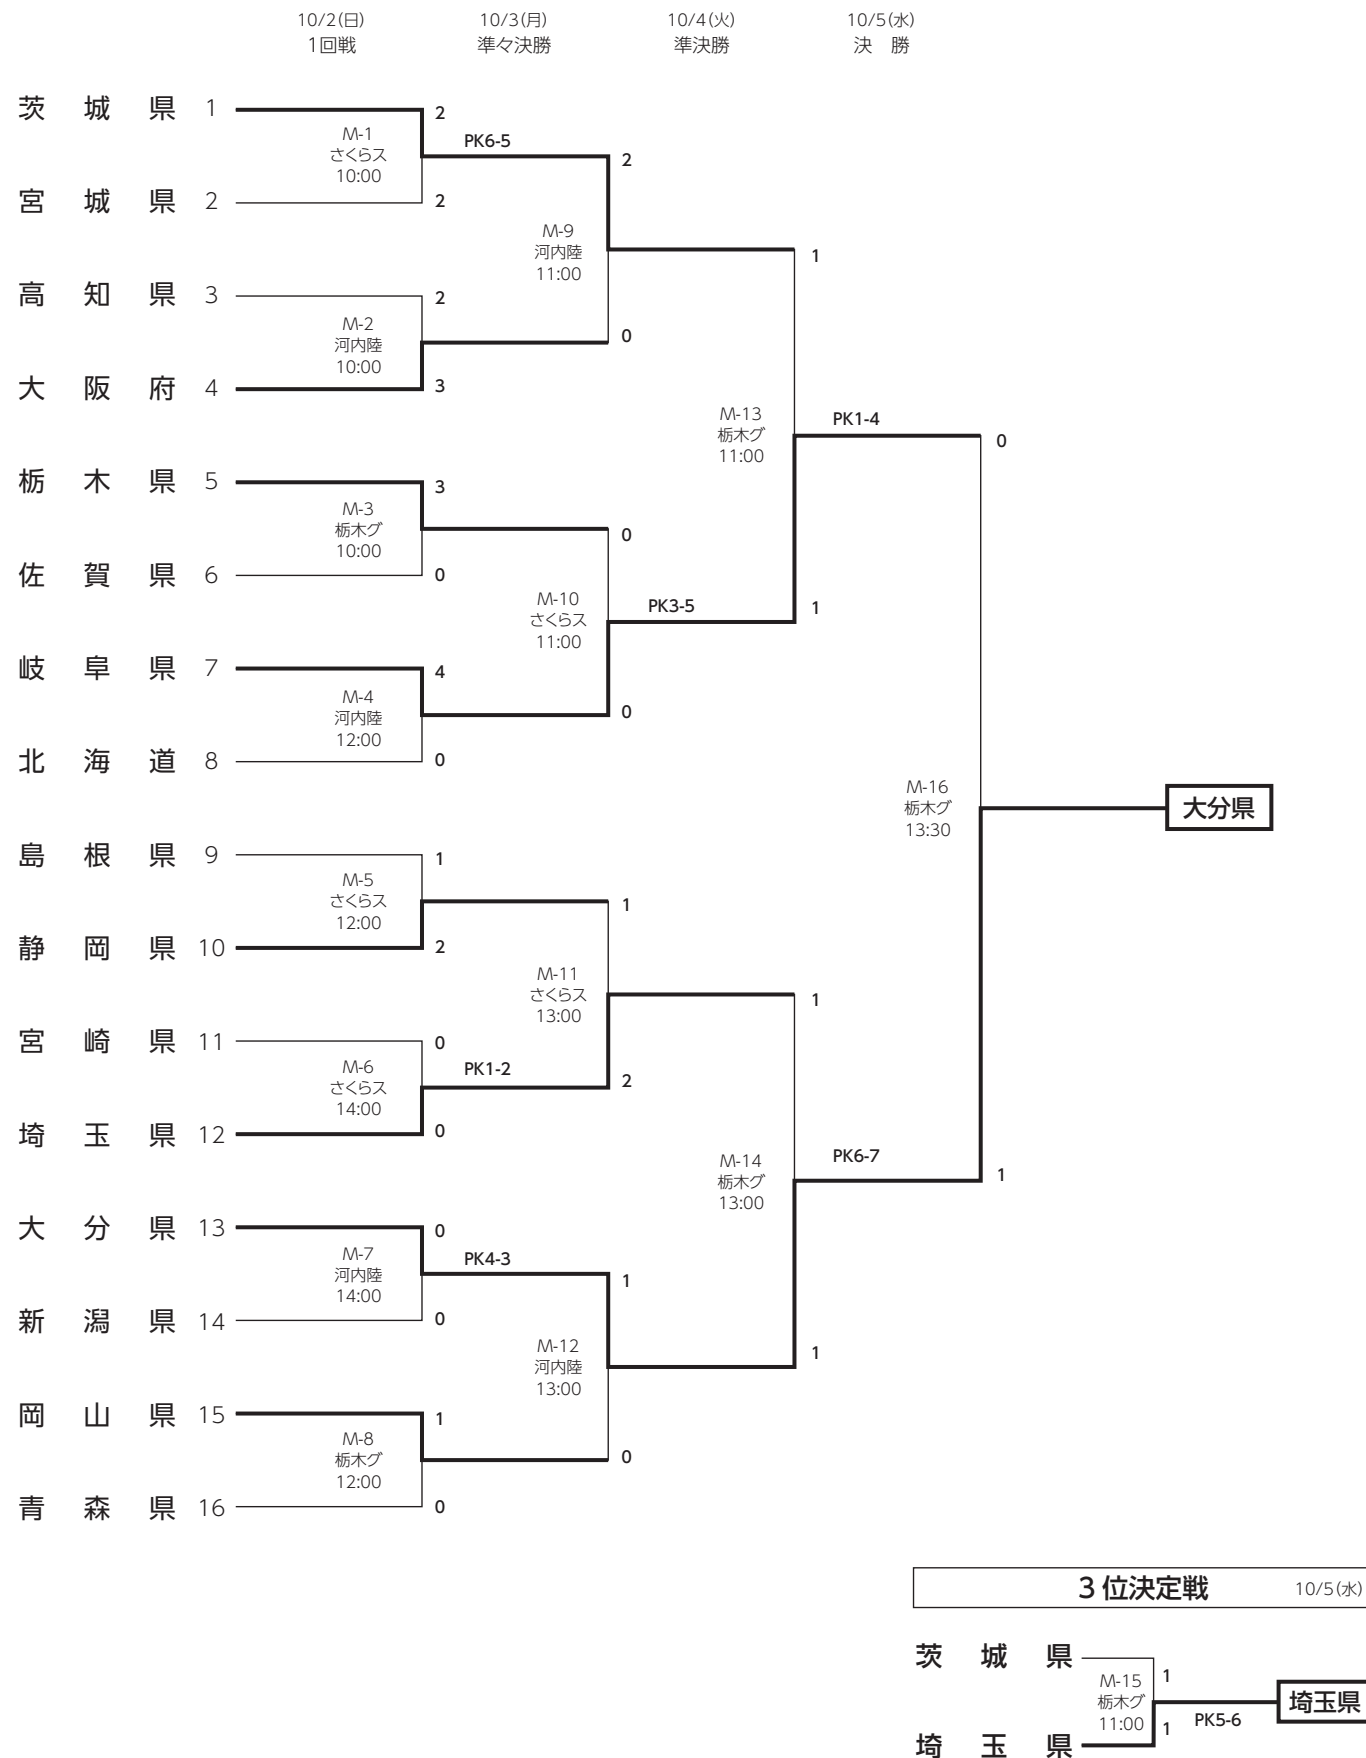 10/2(日) 10/3(月) 10/4(火) 10/5(水)
1回戦 準々決勝 準決勝 決 勝
茨 城 県 1
2
M-1
さくらス
10:00
PK6-5
2
宮 城 県 2
2
M-9
河内陸
11:00
1
高 知 県 3
2
M-2
河内陸
10:00
0
大 阪 府 4
3
M-13
栃木グ
11:00
PK1-4
0
栃 木 県 5
3
M-3
栃木グ
10:00
0
佐 賀 県 6
0
M-10
さくらス
11:00
PK3-5
1
岐 阜 県 7
4
M-4
河内陸
12:00
0
北 海 道 8
0
M-16
栃木グ
13:30
大分県
島 根 県 9
1
M-5
さくらス
12:00
1
静 岡 県 10
2
M-11
さくらス
13:00
1
宮 崎 県 11
0
M-6
さくらス
14:00
PK1-2
2
埼 玉 県 12
0
M-14
栃木グ
13:00
PK6-7
1
大 分 県 13
0
M-7
河内陸
14:00
PK4-3
1
新 潟 県 14
0
M-12
河内陸
13:00
1
岡 山 県 15
1
M-8
栃木グ
12:00
0
青 森 県 16
0
3位決定戦 10/5(水)
茨 城 県
1
M-15
栃木グ
11:00
埼玉県
1
PK5-6
埼 玉 県